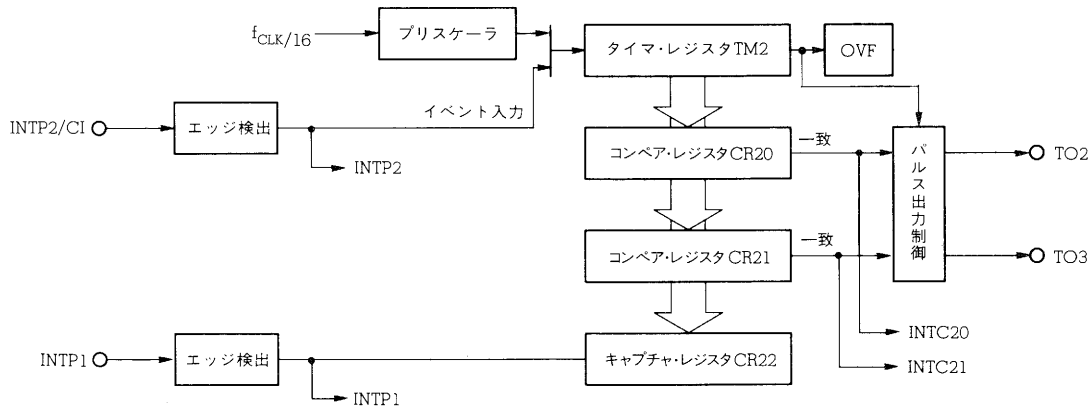 fCLK/16
プリスケーラ
タイマ・レジスタTM2
OVF
イベント入力
INTP2/CI
エッジ検出
INTP2
コンペア・レジスタCR20
一致
パルス出力制御
TO2
コンペア・レジスタCR21
一致
TO3
INTC20
INTP1
エッジ検出
キャプチャ・レジスタCR22
INTC21
INTP1